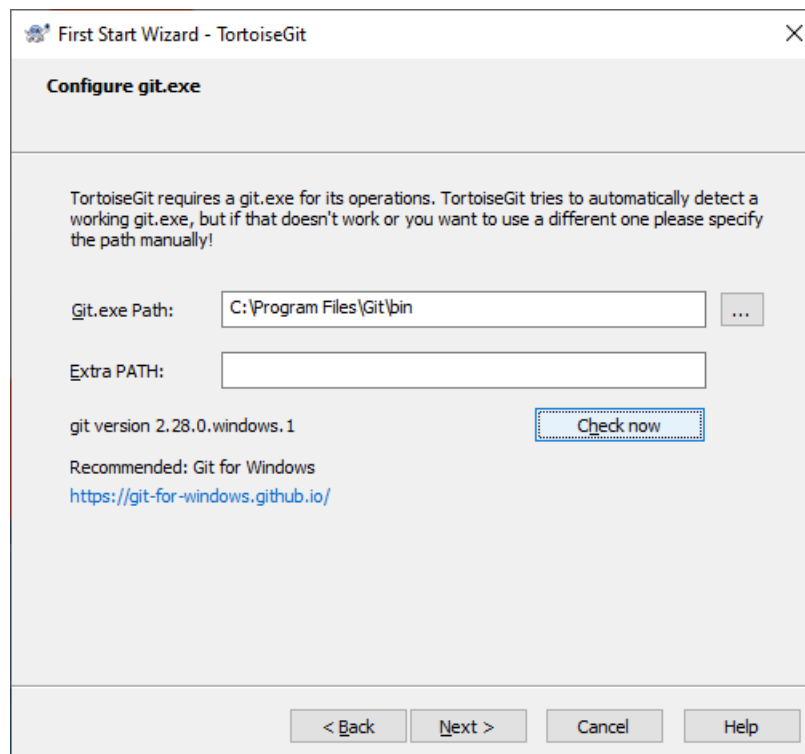 First Start Wizard - TortoiseGit
Configure git.exe
TortoiseGit requires a git.exe for its operations. TortoiseGit tries to automatically detect a
working git.exe, but if that doesn't work or you want to use a different one please specify
the path manually!
Git.exe Path:
C:\Program Files\Git\bin
...
Extra PATH:
git version 2.28.0.windows.1
Check now
Recommended: Git for Windows
https://git-for-windows.github.io/
< Back
Next >
Cancel
Help